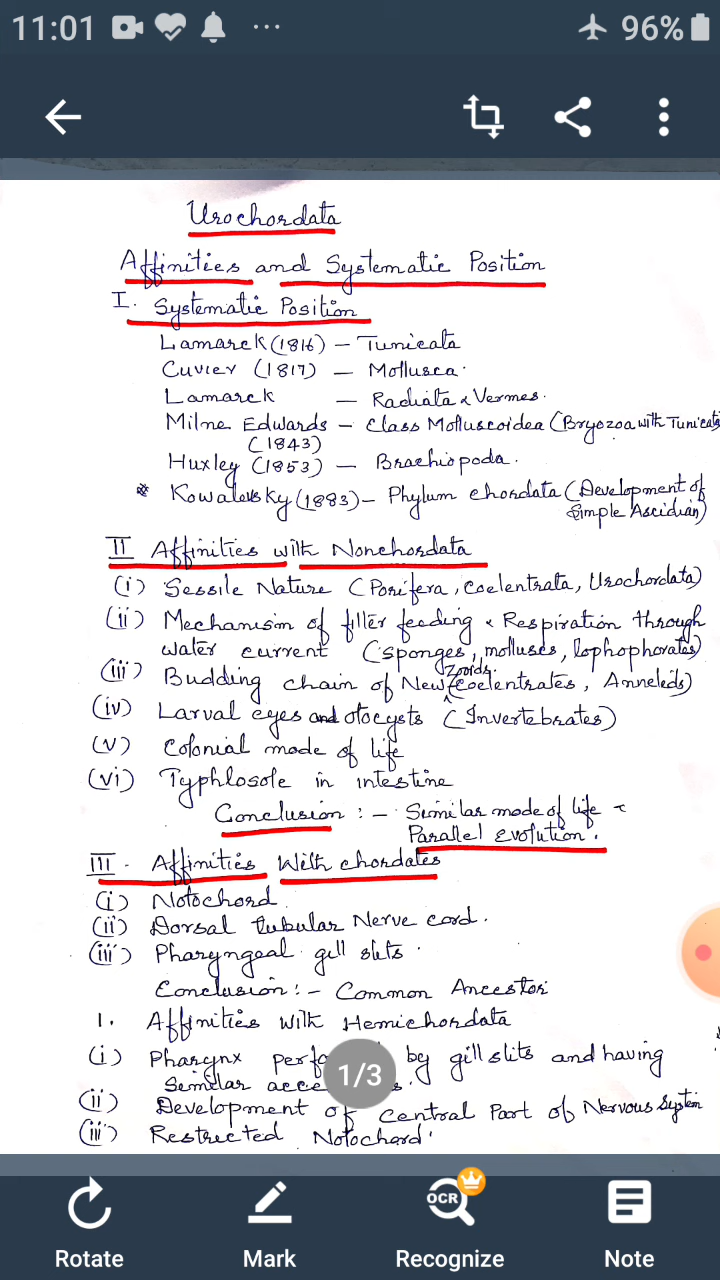 11:01 ... 96%
Urochordata
Affinities and Systematic Position
I. Systematic Position
Lamarck (1816) – Tunicata
Cuvier (1817) – Mollusca.
Lamarck – Radiata & Vermes.
Milne Edwards – Class Molluscoidea (Bryozoa with Tunicata
(1843)
Huxley (1853) – Brachiopoda.
* Kowalevsky (1883) – Phylum chordata (Development of
Simple Ascidian)
II Affinities with Nonchordata
(i) Sessile Nature (Porifera, Coelentrata, Urochordata)
(ii) Mechanism of filter feeding & Respiration through
water current (sponges, molluscs, lophophorates)
(iii) Budding chain of New Zooids. (Coelentrates, Annelids)
(iv) Larval eyes and otocysts (Invertebrates)
(v) Colonial mode of life
(vi) Typhlosole in intestine
Conclusion :– Similar mode of life &
Parallel Evolution.
III. Affinities With chordates
(i) Notochord
(ii) Dorsal tubular Nerve cord.
(iii) Pharyngeal gill slits.
Conclusion :– Common Ancestor
1. Affinities with Hemichordata
(i) Pharynx by gill slits and having
Similar
(ii) Development of Central Part of Nervous System
(iii) Restricted Notochord.
1/3
Rotate Mark Recognize Note
OCR